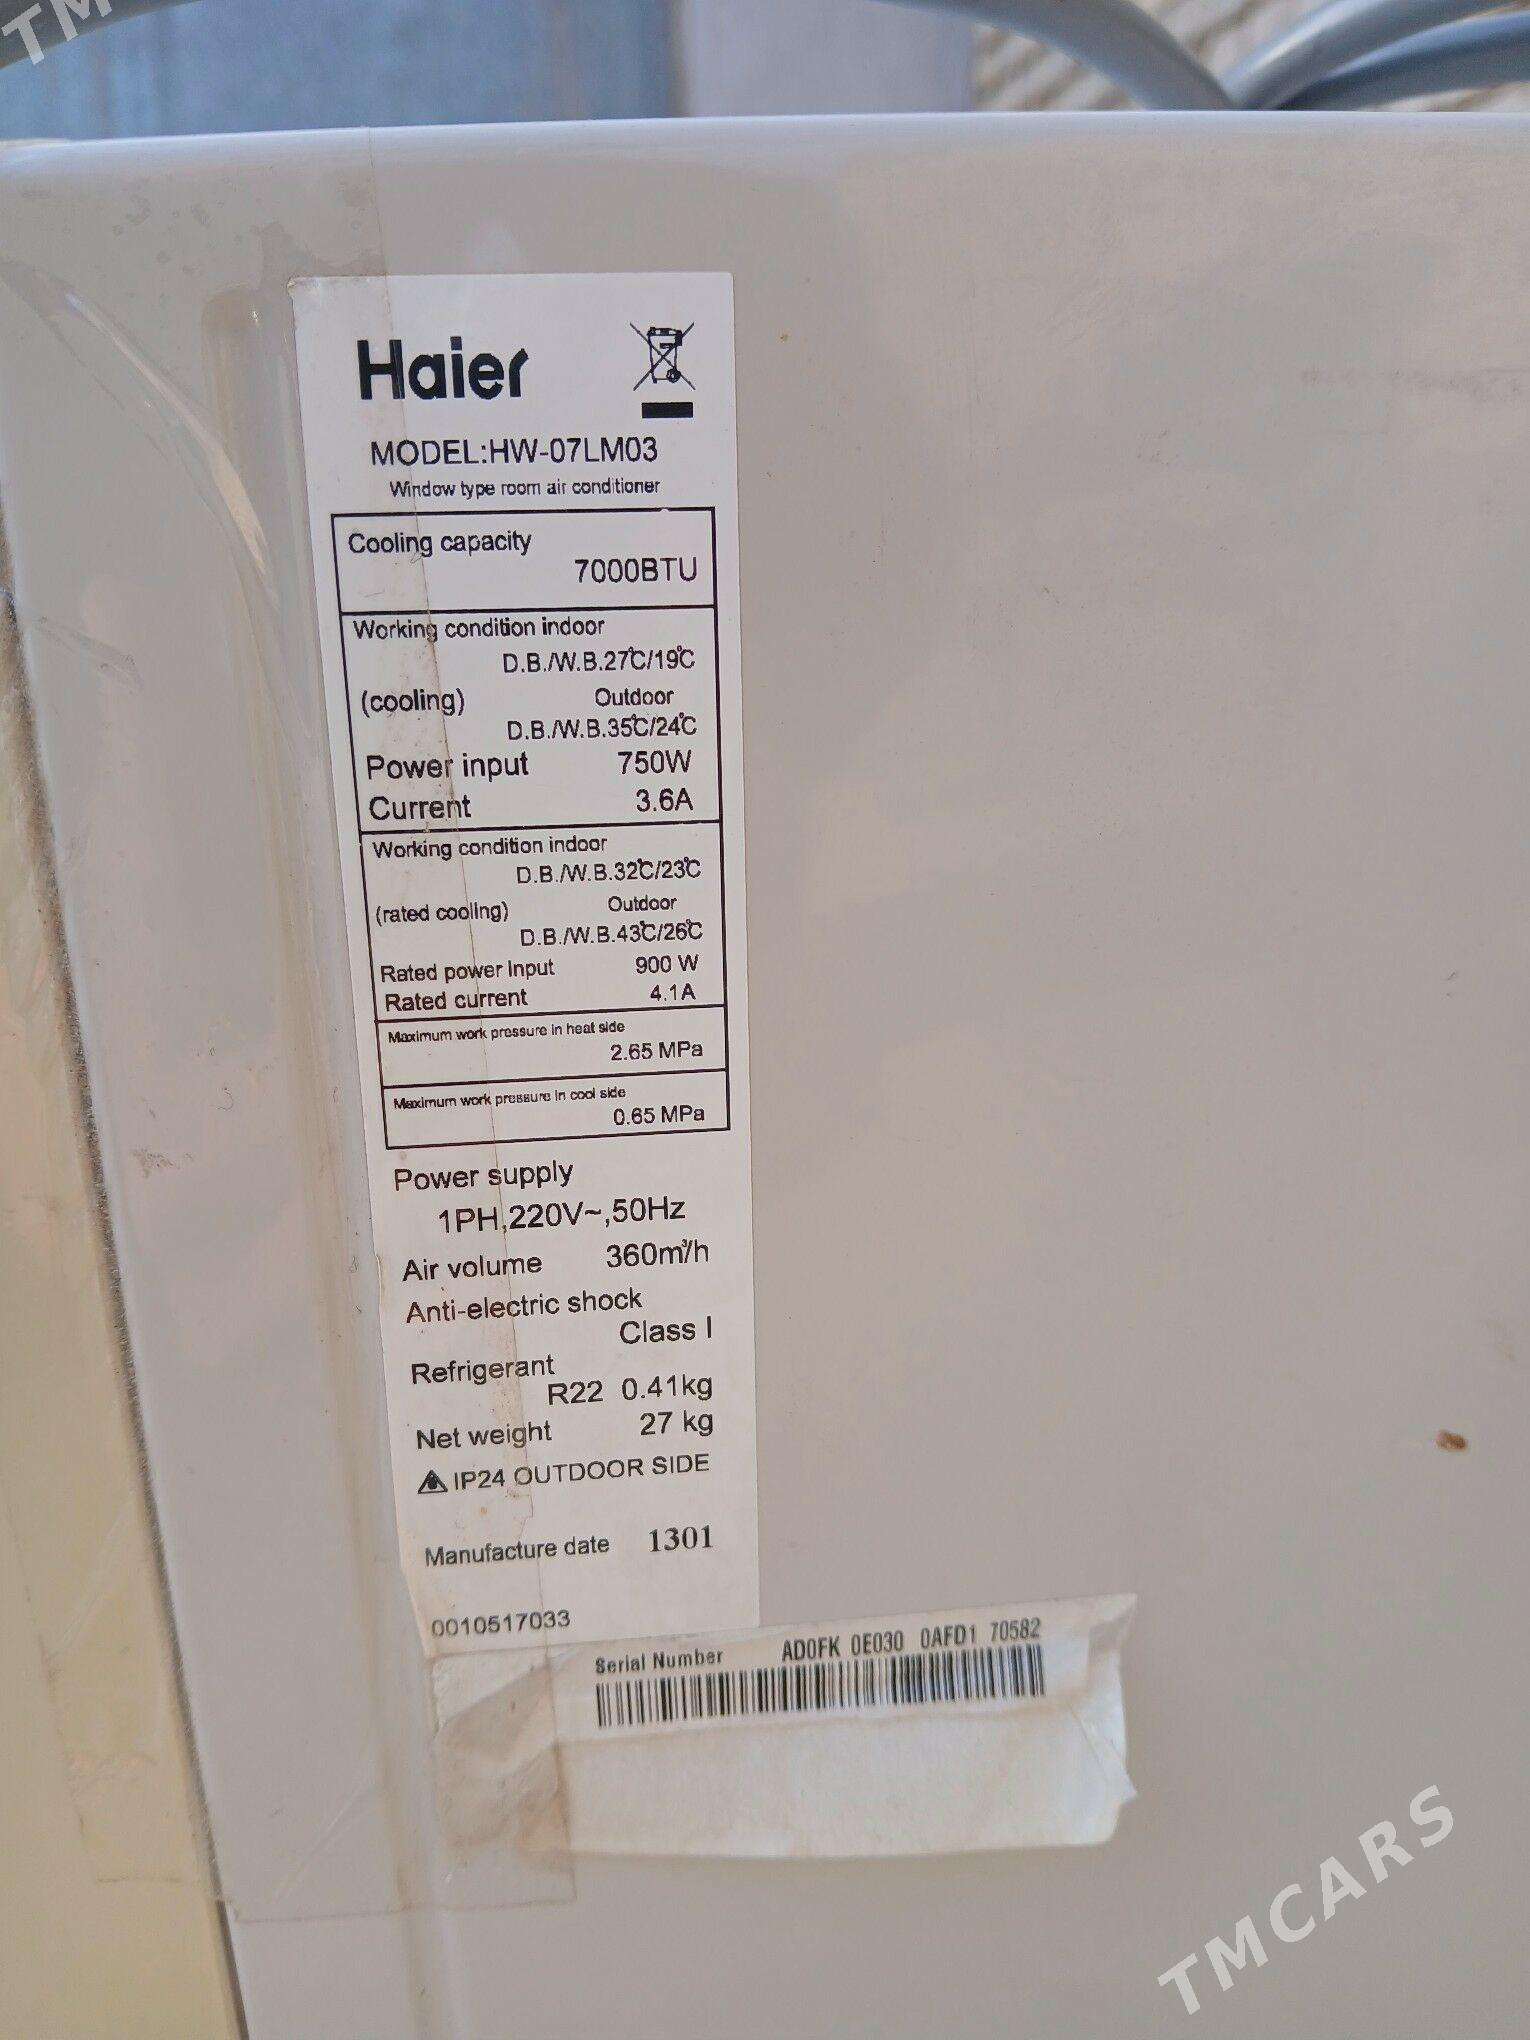 TM
Haier
MODEL:HW-07LM03
Window type room air conditioner
Cooling capacity
7000BTU
Working condition indoor
D.B./W.B.27℃/19℃
(cooling) Outdoor
D.B./W.B.35℃/24℃
Power input 750W
Current 3.6A
Working condition indoor
D.B./W.B.32℃/23℃
(rated cooling) Outdoor
D.B./W.B.43℃/26℃
Rated power Input 900 W
Rated current 4.1A
Maximum work pressure in heat side
2.65 MPa
Maximum work pressure in cool side
0.65 MPa
Power supply
1PH,220V~,50Hz
Air volume 360m³/h
Anti-electric shock
Class I
Refrigerant
R22 0.41kg
Net weight 27 kg
IP24 OUTDOOR SIDE
Manufacture date 1301
0010517033
Serial Number AD0FK 0E030 0AFD1 70582
TMCARS